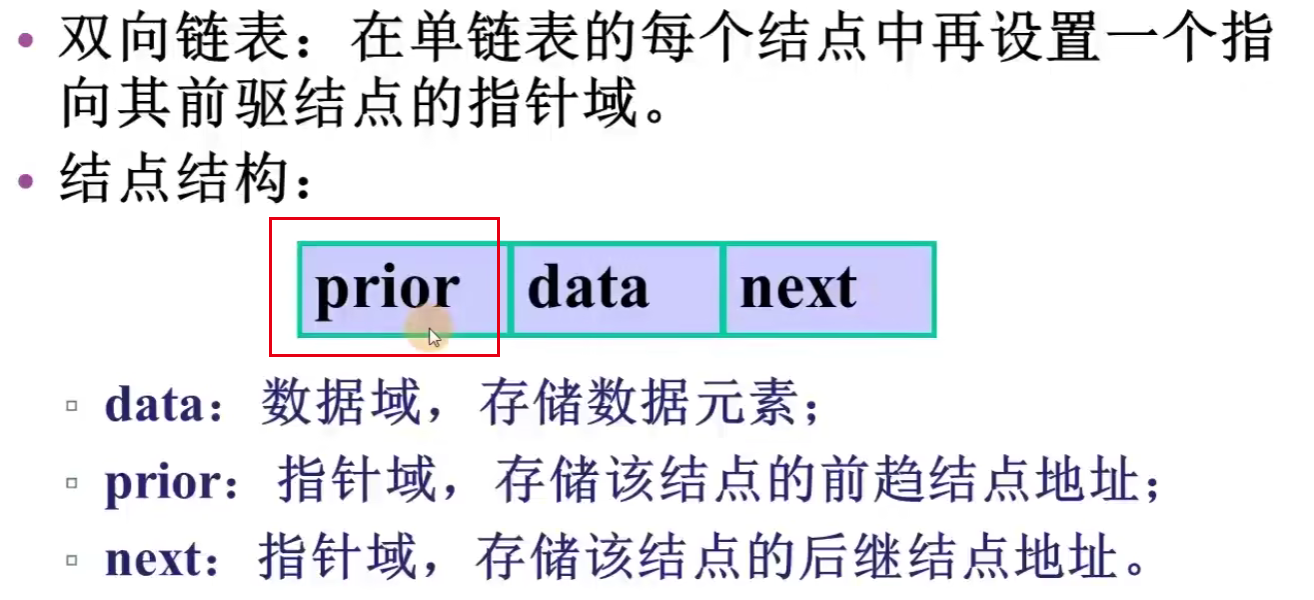 • 双向链表：在单链表的每个结点中再设置一个指
向其前驱结点的指针域。
• 结点结构：
prior data next
▫ data：数据域，存储数据元素；
▫ prior：指针域，存储该结点的前趋结点地址；
▫ next：指针域，存储该结点的后继结点地址。